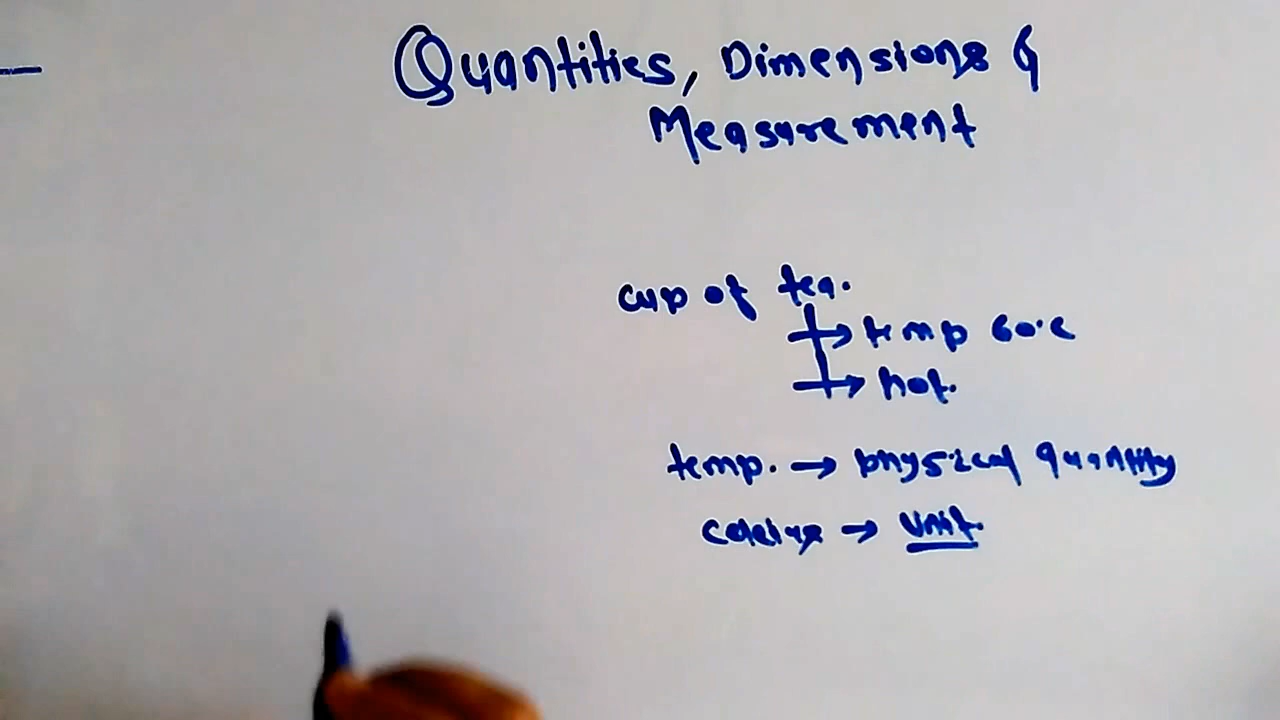 Quantities, Dimensions &
Measurement
cup of tea.
→ temp 60°C
→ hot.
temp. → physical quantity
Celcius → unit.